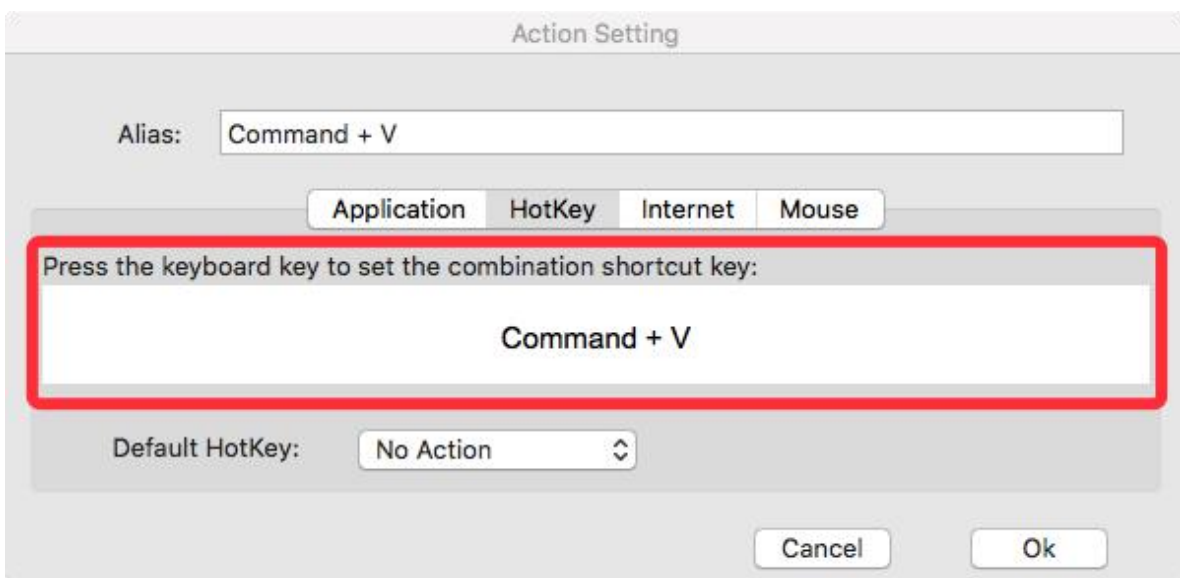 Action Setting
Alias: Command + V
Application HotKey Internet Mouse
Press the keyboard key to set the combination shortcut key:
Command + V
Default HotKey: No Action
Cancel Ok